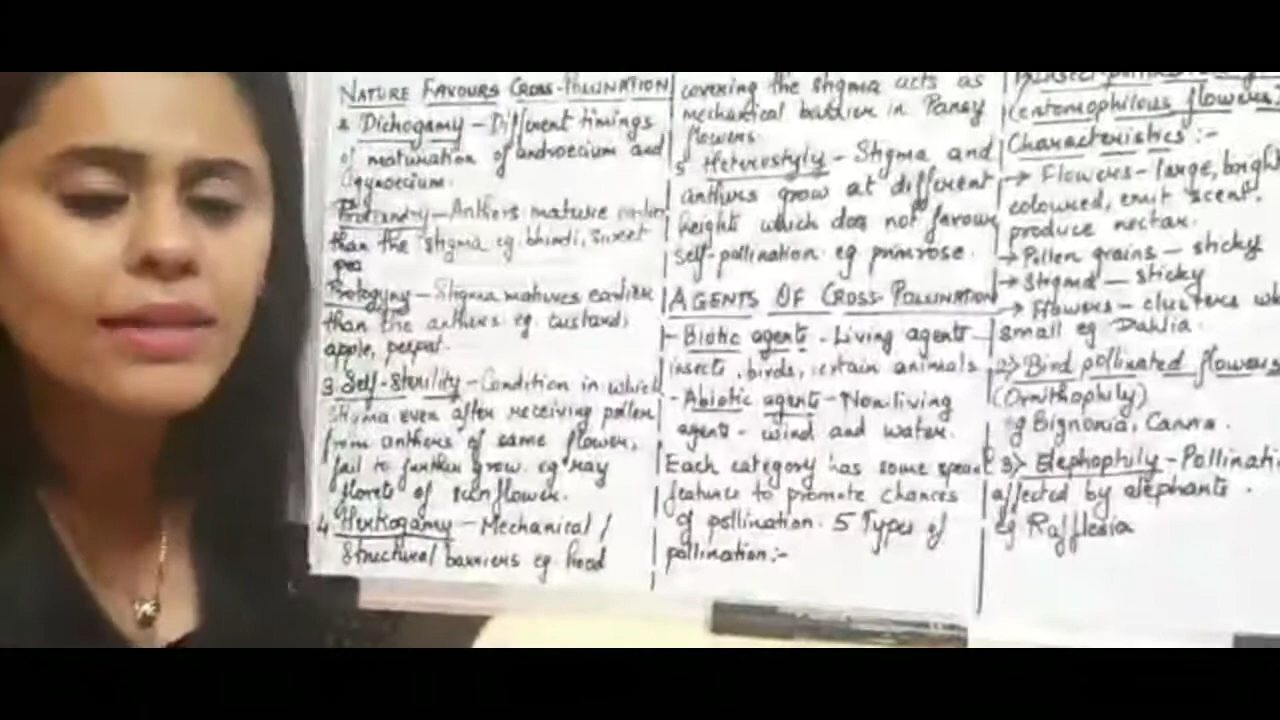 NATURE FAVOURS CROSS-POLLINATION
2 Dichogamy - Different timings
of maturation of androecium and
gynoecium.
Protandry - Anthers mature earlier
than the stigma eg. bhindi, sweet
pea
Protogyny - Stigma matures earlier
than the anthers eg. custard,
apple, peepal.
3 Self-sterility - Condition in which
stigma even after receiving pollen
from anthers of same flower,
fail to further grow. eg ray
florets of sunflower.
4 Herkogamy - Mechanical /
Structural barriers eg. hood
covering the stigma acts as
mechanical barrier in Pansy
flowers.
5 Heterostyly - Stigma and
anthers grow at different
heights which does not favour
self-pollination. eg primrose.
AGENTS OF CROSS-POLLINATION
- Biotic agent - Living agent -
insects, birds, certain animals
- Abiotic agent - Non-living
agent - wind and water.
Each category has some
features to promote chances
of pollination. 5 Types of
pollination:-
(entomophilous flowers.
Characteristics:-
→ Flowers - large,
coloured, emit scent,
produce nectar.
→ Pollen grains - sticky
→ Stigma - sticky
→ Flowers - clusters
small eg Dahlia.
2> Bird pollinated flowers
(Ornithophily)
eg Bignonia, Canna.
3> Elephophily -
affected by elephants.
eg Rafflesia